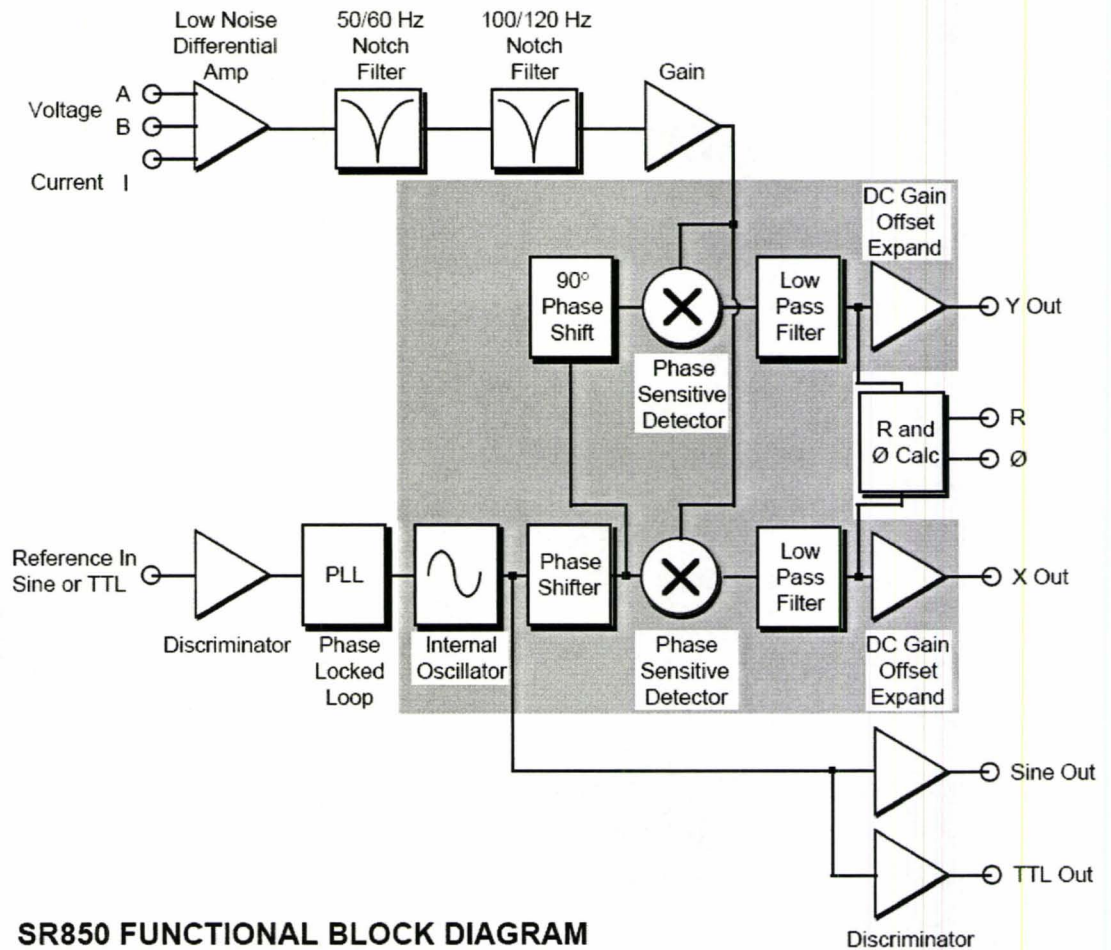 Low Noise
Differential
Amp
50/60 Hz
Notch
Filter
100/120 Hz
Notch
Filter
Gain
Voltage
A
B
Current I
DC Gain
Offset
Expand
90°
Phase
Shift
Low
Pass
Filter
Y Out
Phase
Sensitive
Detector
R and
Ø Calc
R
Ø
Reference In
Sine or TTL
PLL
Phase
Shifter
Low
Pass
Filter
X Out
Discriminator
Phase
Locked
Loop
Internal
Oscillator
Phase
Sensitive
Detector
DC Gain
Offset
Expand
Sine Out
TTL Out
Discriminator
SR850 FUNCTIONAL BLOCK DIAGRAM